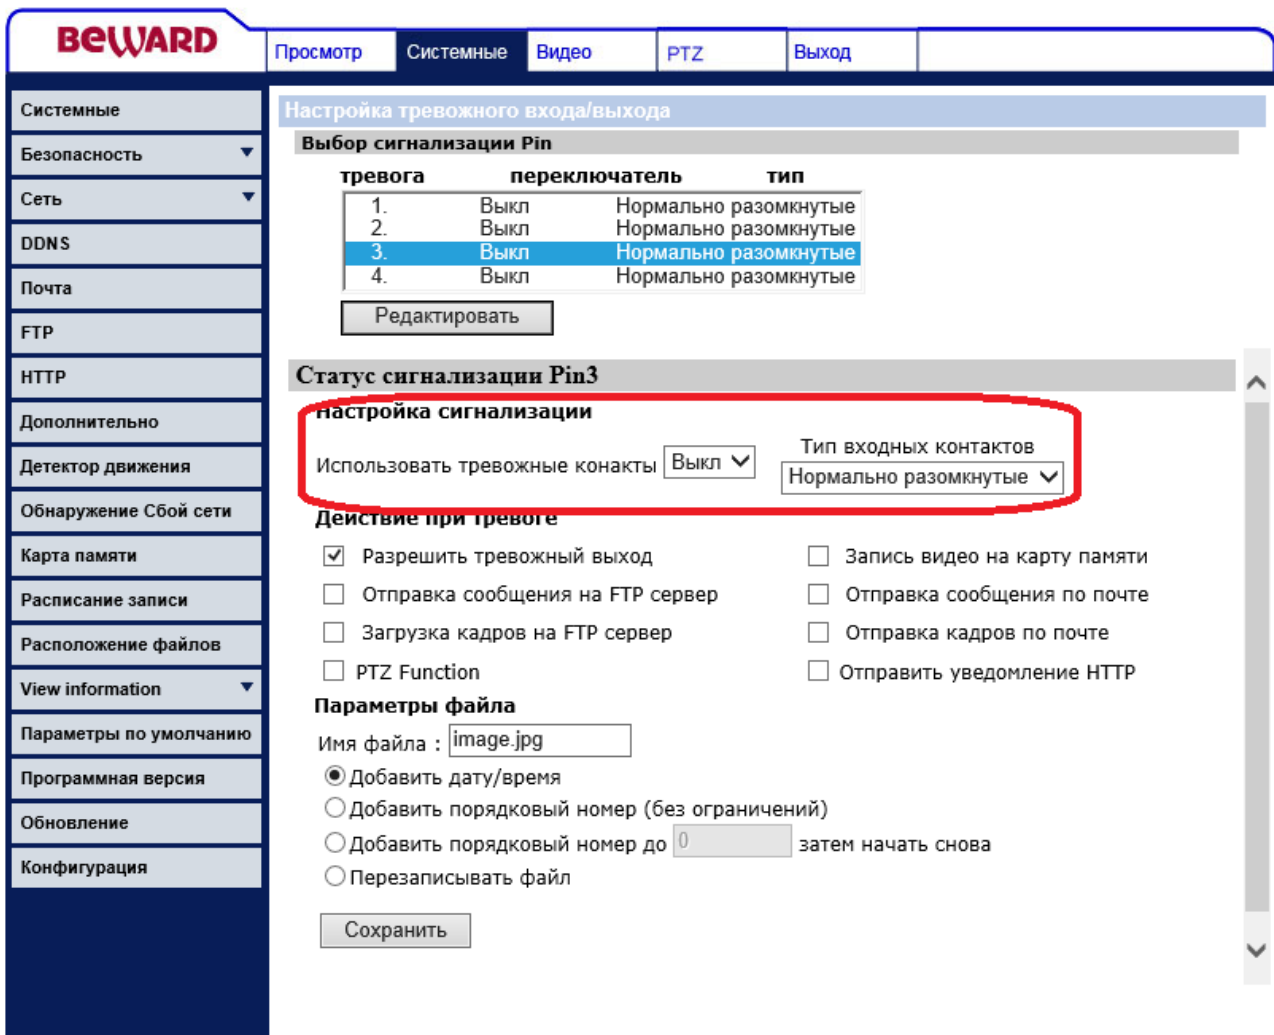 BEWARD
Просмотр Системные Видео PTZ Выход
Системные
Безопасность
Сеть
DDNS
Почта
FTP
HTTP
Дополнительно
Детектор движения
Обнаружение Сбой сети
Карта памяти
Расписание записи
Расположение файлов
View information
Параметры по умолчанию
Программная версия
Обновление
Конфигурация
Настройка тревожного входа/выхода
Выбор сигнализации Pin
тревога переключатель тип
1. Выкл Нормально разомкнутые
2. Выкл Нормально разомкнутые
3. Выкл Нормально разомкнутые
4. Выкл Нормально разомкнутые
Редактировать
Статус сигнализации Pin3
Настройка сигнализации
Использовать тревожные конакты Выкл
Тип входных контактов
Нормально разомкнутые
Действие при тревоге
Разрешить тревожный выход Запись видео на карту памяти
Отправка сообщения на FTP сервер Отправка сообщения по почте
Загрузка кадров на FTP сервер Отправка кадров по почте
PTZ Function Отправить уведомление HTTP
Параметры файла
Имя файла : image.jpg
Добавить дату/время
Добавить порядковый номер (без ограничений)
Добавить порядковый номер до 0 затем начать снова
Перезаписывать файл
Сохранить